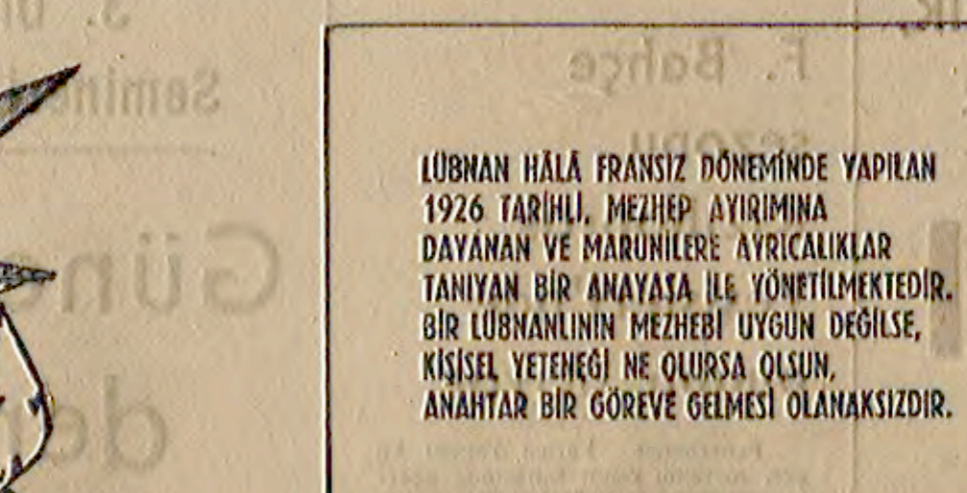 LÜBNAN HÂLÂ FRANSIZ DÖNEMİNDE YAPILAN
1926 TARİHLİ, MEZHEP AYIRIMINA
DAYANAN VE MARUNİLERE AYRICALIKLAR
TANIYAN BİR ANAYASA İLE YÖNETİLMEKTEDİR.
BİR LÜBNANLININ MEZHEBİ UYGUN DEĞİLSE,
KİŞİSEL YETENEĞİ NE OLURSA OLSUN,
ANAHTAR BİR GÖREVE GELMESİ OLANAKSIZDIR.